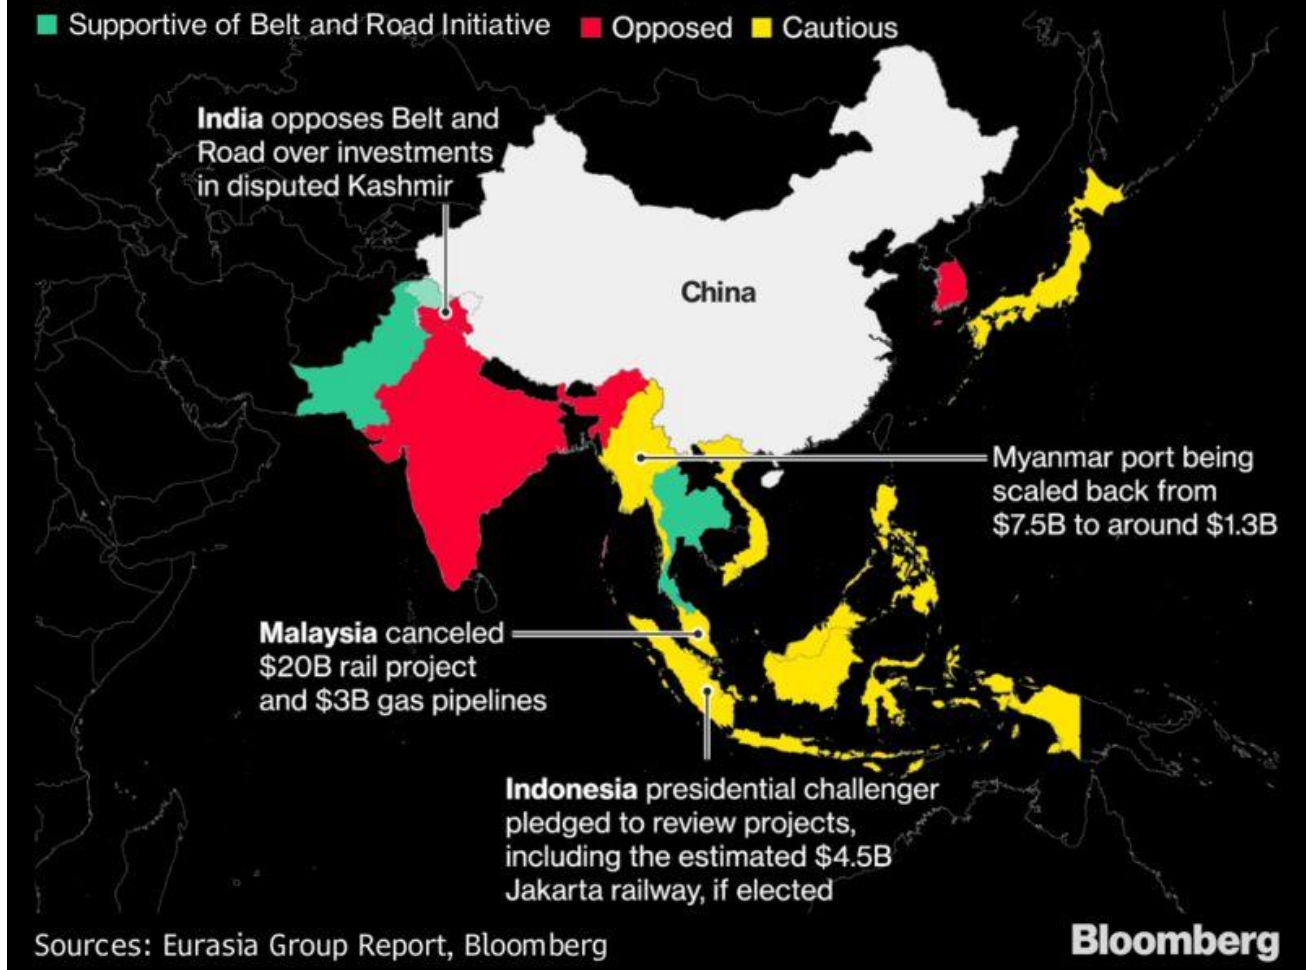 Supportive of Belt and Road Initiative Opposed Cautious
India opposes Belt and
Road over investments
in disputed Kashmir
China
Myanmar port being
scaled back from
$7.5B to around $1.3B
Malaysia canceled
$20B rail project
and $3B gas pipelines
Indonesia presidential challenger
pledged to review projects,
including the estimated $4.5B
Jakarta railway, if elected
Sources: Eurasia Group Report, Bloomberg
Bloomberg